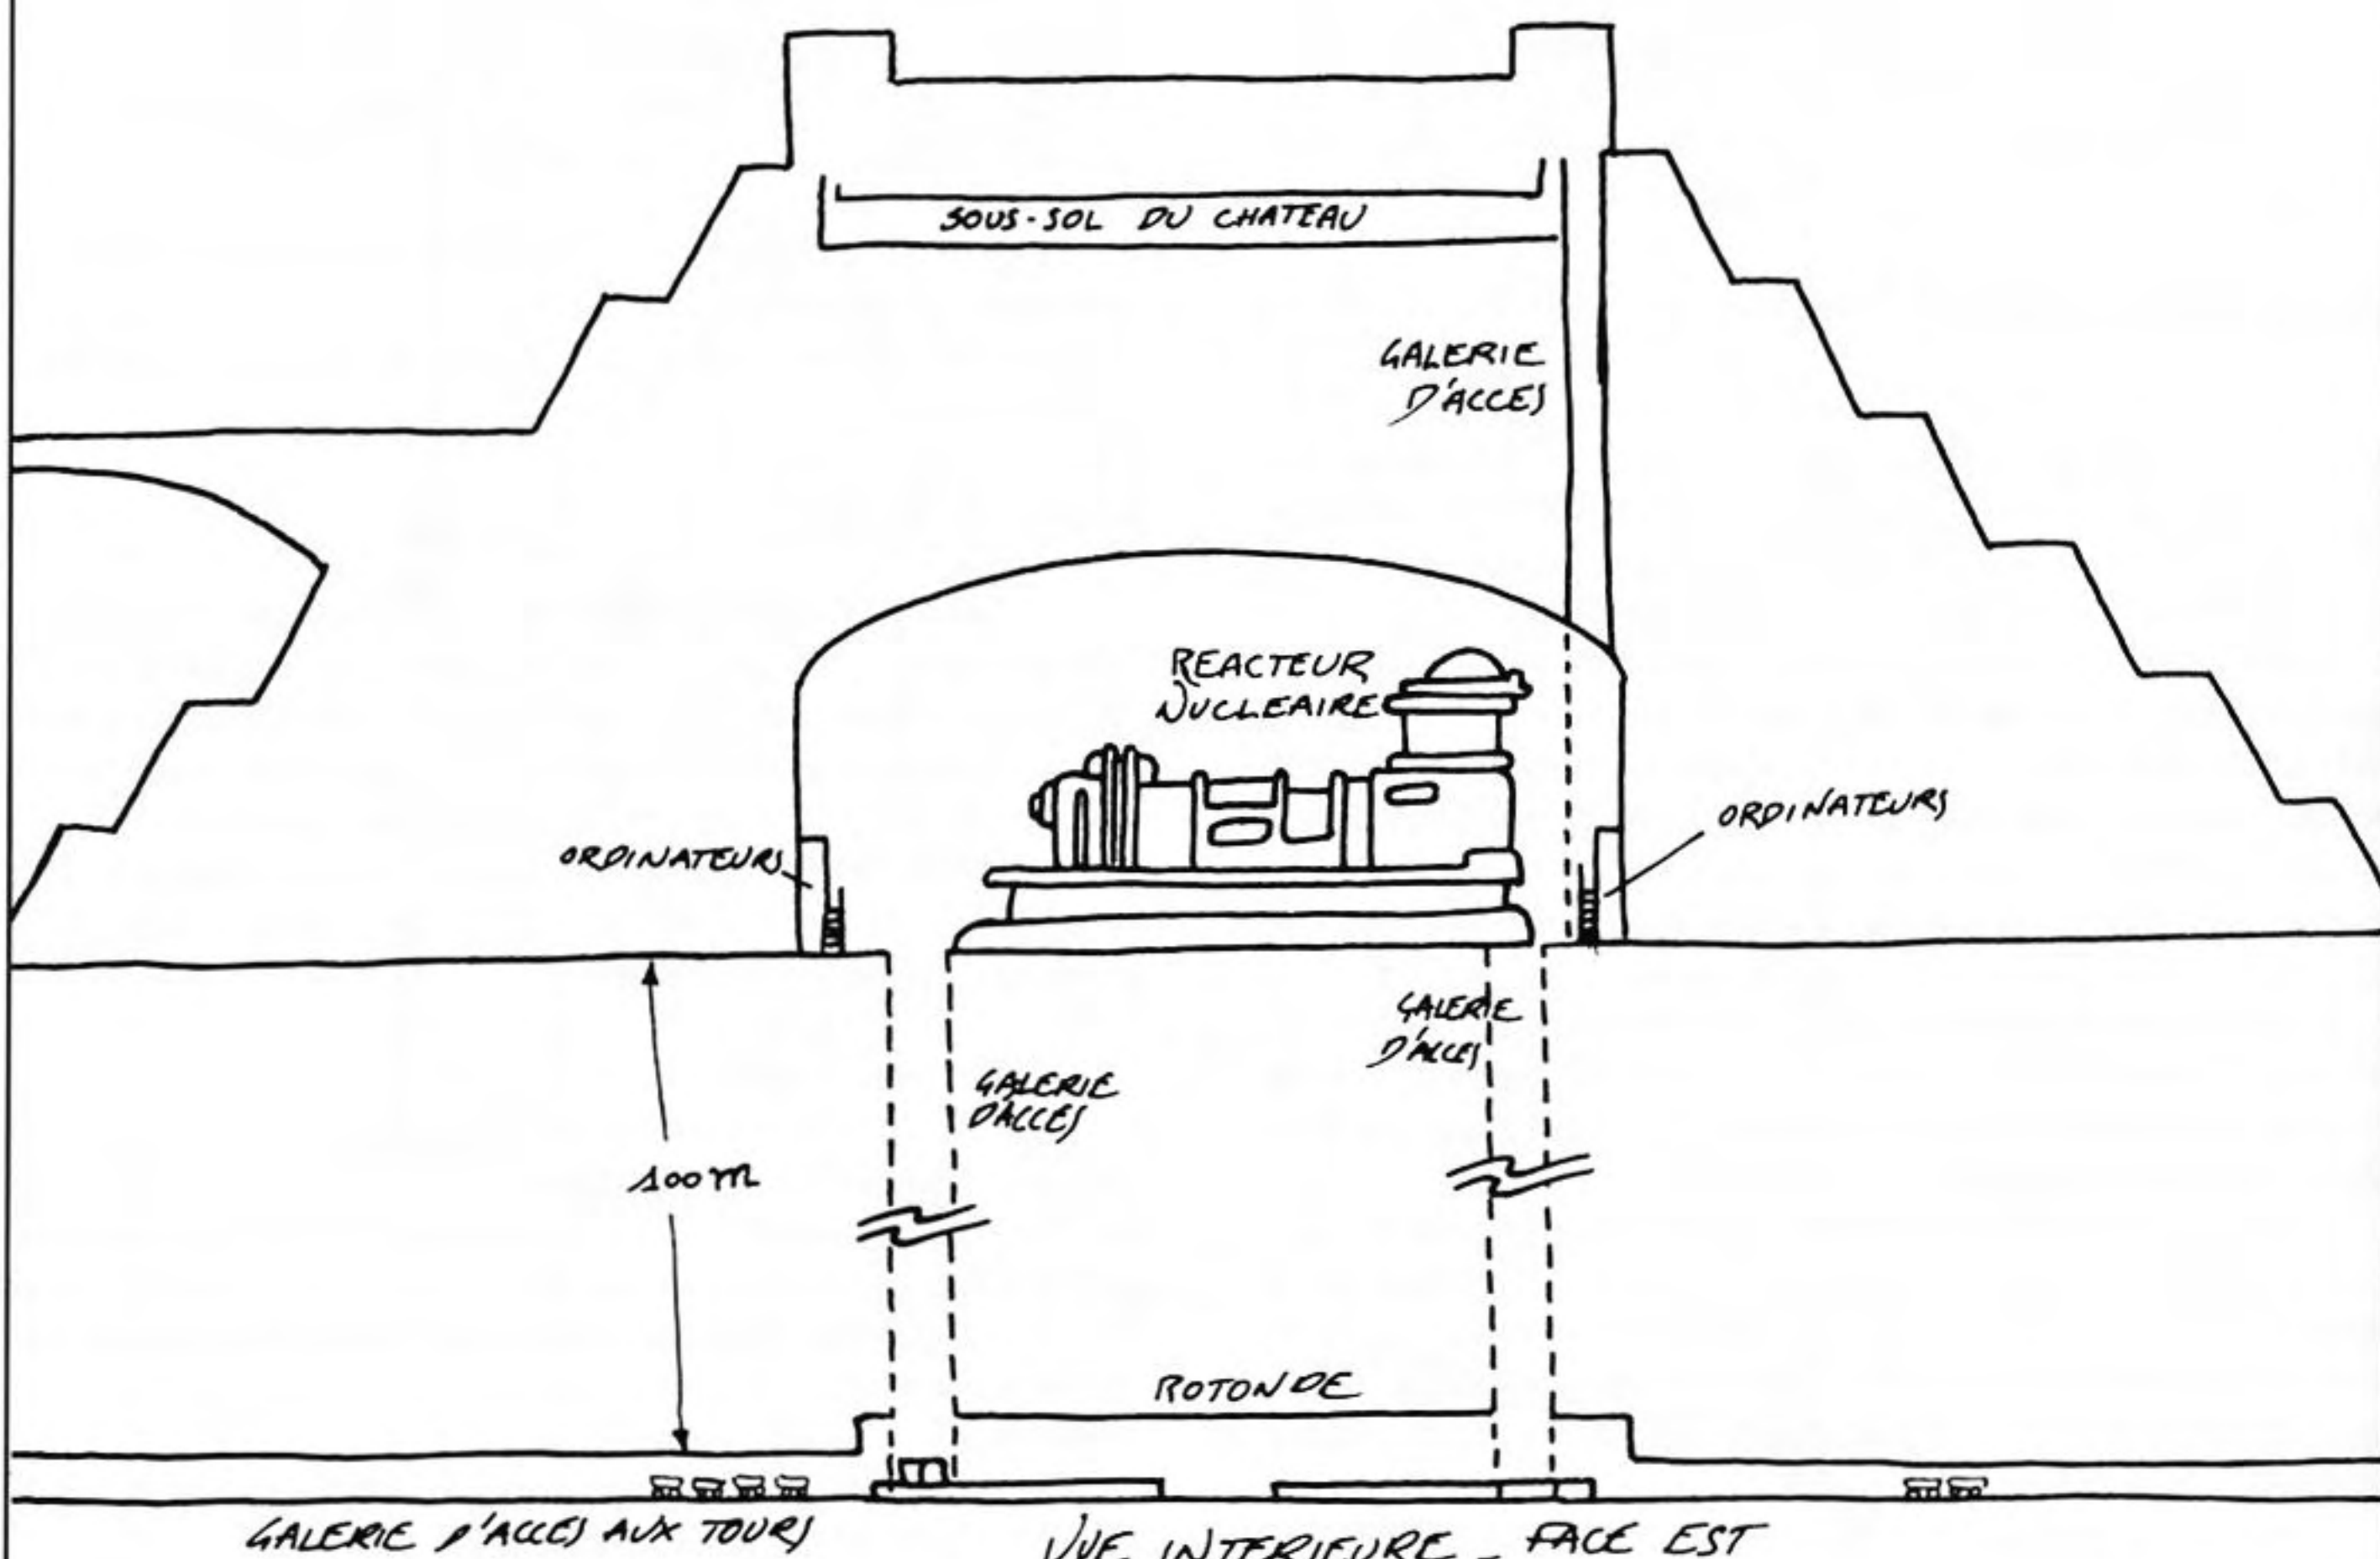 SOUS-SOL DU CHATEAU
GALERIE
D'ACCES
REACTEUR
NUCLEAIRE
ORDINATEURS
ORDINATEURS
GALERIE
D'ACCES
GALERIE
D'ACCES
100m
ROTONDE
GALERIE D'ACCES AUX TOURS
VUE INTERIEURE _ FACE EST